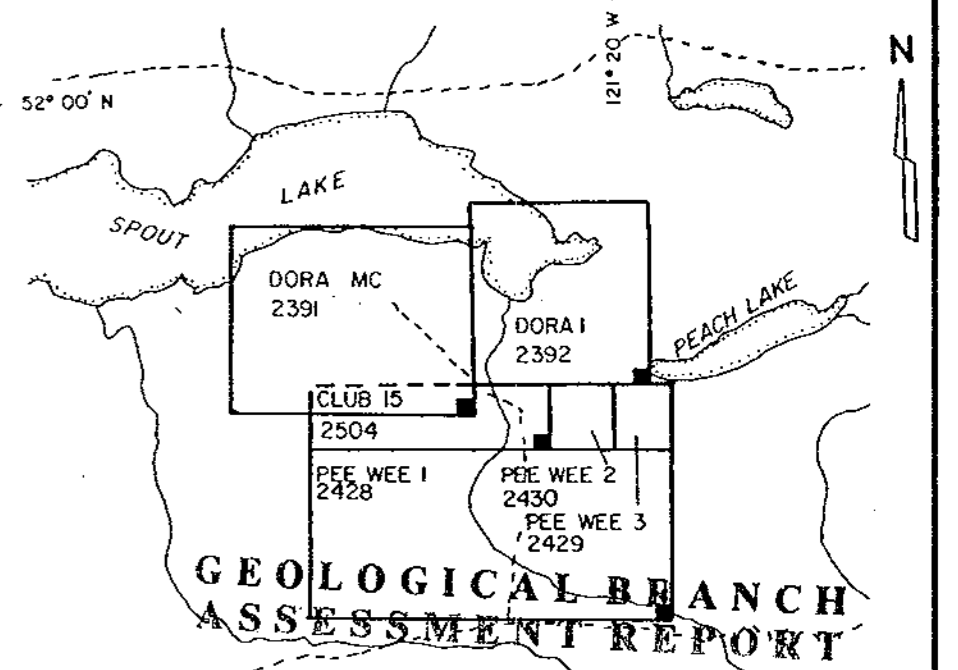 N
121° 20 W
52° 00' N
LAKE
SPOUT
DORA MC
2391
PEACH LAKE
DORA 1
2392
CLUB 15
2504
PEE WEE 1
2428
PEE WEE 2
2430
PEE WEE 3
2429
GEOLOGICAL BRANCH
ASSESSMENT REPORT